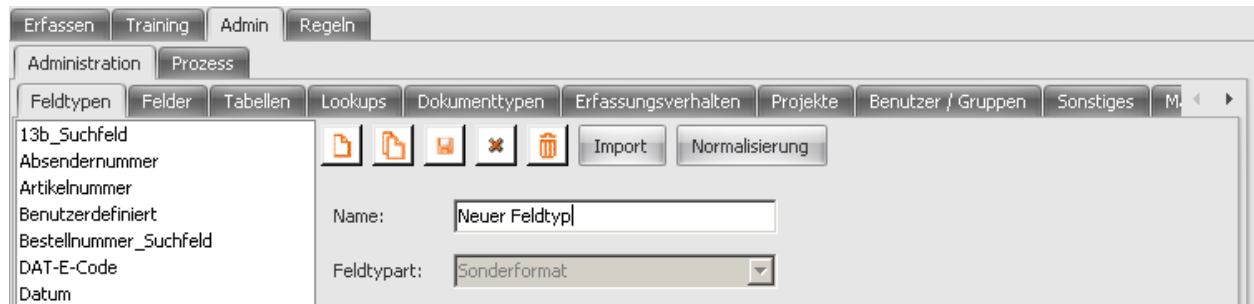 Erfassen Training Admin Regeln
Administration Prozess
Feldtypen Felder Tabellen Lookups Dokumenttypen Erfassungsverhalten Projekte Benutzer / Gruppen Sonstiges
13b_Suchfeld
Absendernummer
Artikelnummer
Benutzerdefiniert
Bestellnummer_Suchfeld
DAT-E-Code
Datum
Import Normalisierung
Name: Neuer Feldtyp
Feldtypart: Sonderformat